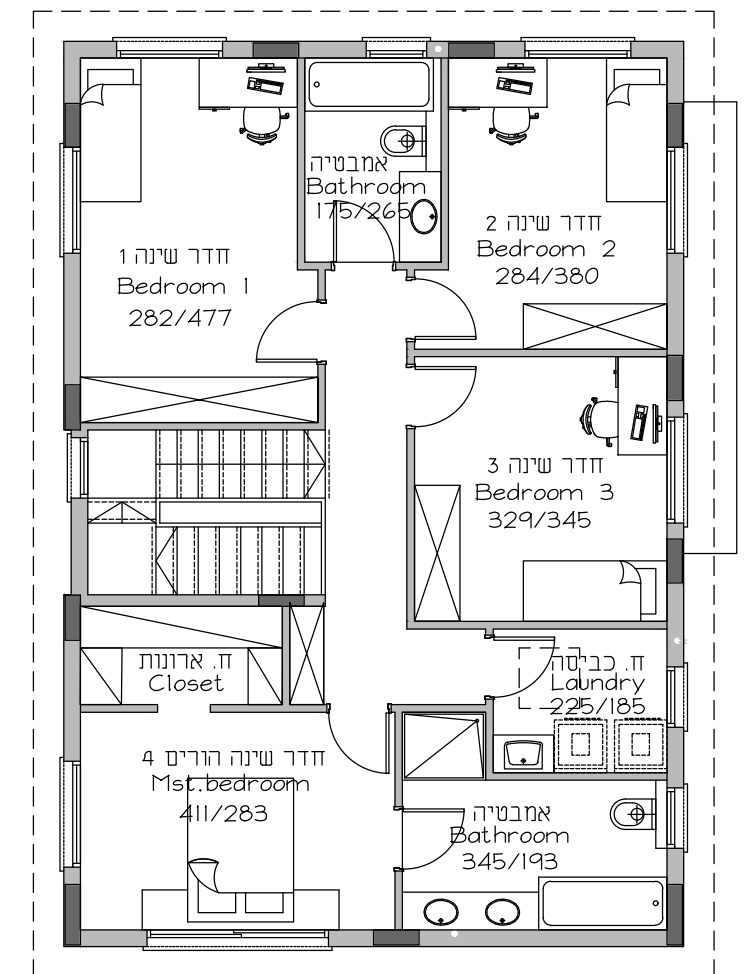 אמבטיה
Bathroom
175/265
חדר שינה 2
Bedroom 2
284/380
חדר שינה 1
Bedroom 1
282/477
חדר שינה 3
Bedroom 3
329/345
ח. ארונות
Closet
ח. כביסה
Laundry
225/185
חדר שינה הורים 4
Mst.bedroom
411/283
אמבטיה
Bathroom
345/193